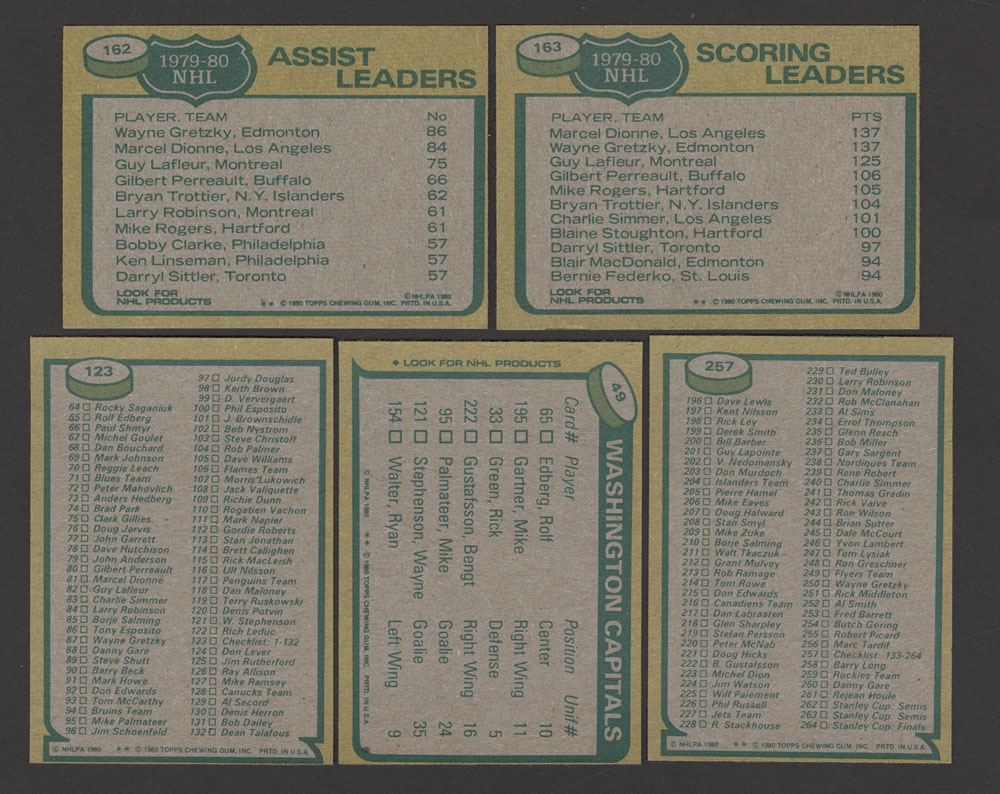 162
1979-80
NHL
ASSIST
LEADERS
PLAYER, TEAM No
Wayne Gretzky, Edmonton 86
Marcel Dionne, Los Angeles 84
Guy Lafleur, Montreal 75
Gilbert Perreault, Buffalo 66
Bryan Trottier, N.Y. Islanders 62
Larry Robinson, Montreal 61
Mike Rogers, Hartford 61
Bobby Clarke, Philadelphia 57
Ken Linseman, Philadelphia 57
Darryl Sittler, Toronto 57
LOOK FOR
NHL PRODUCTS
© NHLPA 1980
** © 1980 TOPPS CHEWING GUM, INC. PRTD. IN U.S.A.
163
1979-80
NHL
SCORING
LEADERS
PLAYER, TEAM PTS
Marcel Dionne, Los Angeles 137
Wayne Gretzky, Edmonton 137
Guy Lafleur, Montreal 125
Gilbert Perreault, Buffalo 106
Mike Rogers, Hartford 105
Bryan Trottier, N.Y. Islanders 104
Charlie Simmer, Los Angeles 101
Blaine Stoughton, Hartford 100
Darryl Sittler, Toronto 97
Blair MacDonald, Edmonton 94
Bernie Federko, St. Louis 94
LOOK FOR
NHL PRODUCTS
© NHLPA 1980
** © 1980 TOPPS CHEWING GUM, INC. PRTD. IN U.S.A.
123
64 □ Rocky Saganiuk
65 □ Rolf Edberg
66 □ Paul Shmyr
67 □ Michel Goulet
68 □ Dan Bouchard
69 □ Mark Johnson
70 □ Reggie Leach
71 □ Blues Team
72 □ Peter Mahovlich
73 □ Anders Hedberg
74 □ Brad Park
75 □ Clark Gillies
76 □ Doug Jarvis
77 □ John Garrett
78 □ Dave Hutchison
79 □ John Anderson
80 □ Gilbert Perreault
81 □ Marcel Dionne
82 □ Guy Lafleur
83 □ Charlie Simmer
84 □ Larry Robinson
85 □ Borje Salming
86 □ Tony Esposito
87 □ Wayne Gretzky
88 □ Danny Gare
89 □ Steve Shutt
90 □ Barry Beck
91 □ Mark Howe
92 □ Don Edwards
93 □ Tom McCarthy
94 □ Bruins Team
95 □ Mike Palmateer
96 □ Jim Schoenfeld
97 □ Jordy Douglas
98 □ Keith Brown
99 □ D. Ververgaert
100 □ Phil Esposito
101 □ J. Brownschidle
102 □ Bob Nystrom
103 □ Steve Christoff
104 □ Rob Palmer
105 □ Dave Williams
106 □ Flames Team
107 □ Morris Lukowich
108 □ Jack Valiquette
109 □ Richie Dunn
110 □ Rogatien Vachon
111 □ Mark Napier
112 □ Gordie Roberts
113 □ Stan Jonathan
114 □ Brett Callighen
115 □ Rick MacLeish
116 □ Ulf Nilsson
117 □ Penguins Team
118 □ Dan Maloney
119 □ Terry Ruskowski
120 □ Denis Potvin
121 □ W. Stephenson
122 □ Rich Leduc
123 □ Checklist: 1-132
124 □ Don Lever
125 □ Jim Rutherford
126 □ Ray Allison
127 □ Mike Ramsey
128 □ Canucks Team
129 □ Al Secord
130 □ Denis Herron
131 □ Bob Dailey
132 □ Dean Talafous
© NHLPA 1980 ** © 1980 TOPPS CHEWING GUM, INC. PRTD. IN U.S.A.
◆ LOOK FOR NHL PRODUCTS
49
WASHINGTON CAPITALS
Card# Player Position Unif#
65 □ Edberg, Rolf Center 10
195 □ Gartner, Mike Right Wing 11
33 □ Green, Rick Defense 5
222 □ Gustafsson, Bengt Right Wing 16
95 □ Palmateer, Mike Goalie 24
121 □ Stephenson, Wayne Goalie 35
154 □ Walter, Ryan Left Wing 9
© NHLPA 1980 ** © 1980 TOPPS CHEWING GUM, INC. PRTD. IN U.S.A.
257
196 □ Dave Lewis
197 □ Kent Nilsson
198 □ Rick Ley
199 □ Derek Smith
200 □ Bill Barber
201 □ Guy Lapointe
202 □ V. Nedomansky
203 □ Don Murdoch
204 □ Islanders Team
205 □ Pierre Hamel
206 □ Mike Eaves
207 □ Doug Halward
208 □ Stan Smyl
209 □ Mike Zuke
210 □ Borje Salming
211 □ Walt Tkaczuk
212 □ Grant Mulvey
213 □ Rob Ramage
214 □ Tom Rowe
215 □ Don Edwards
216 □ Canadiens Team
217 □ Dan Labraaten
218 □ Glen Sharpley
219 □ Stefan Persson
220 □ Peter McNab
221 □ Doug Hicks
222 □ B. Gustafsson
223 □ Michel Dion
224 □ Jim Watson
225 □ Will Paiement
226 □ Phil Russell
227 □ Jets Team
228 □ R. Stackhouse
229 □ Ted Bulley
230 □ Larry Robinson
231 □ Don Maloney
232 □ Rob McClanahan
233 □ Al Sims
234 □ Errol Thompson
235 □ Glenn Resch
236 □ Bob Miller
237 □ Gary Sargent
238 □ Nordiques Team
239 □ Rene Robert
240 □ Charlie Simmer
241 □ Thomas Gradin
242 □ Rick Vaive
243 □ Ron Wilson
244 □ Brian Sutter
245 □ Dale McCourt
246 □ Yvon Lambert
247 □ Tom Lysiak
248 □ Ron Greschner
249 □ Flyers Team
250 □ Wayne Gretzky
251 □ Rick Middleton
252 □ Al Smith
253 □ Fred Barrett
254 □ Butch Goring
255 □ Robert Picard
256 □ Marc Tardif
257 □ Checklist: 133-264
258 □ Barry Long
259 □ Rockies Team
260 □ Danny Gare
261 □ Rejean Houle
262 □ Stanley Cup: Semis
263 □ Stanley Cup: Semis
264 □ Stanley Cup: Finals
© NHLPA 1980 ** © 1980 TOPPS CHEWING GUM, INC. PRTD. IN U.S.A.